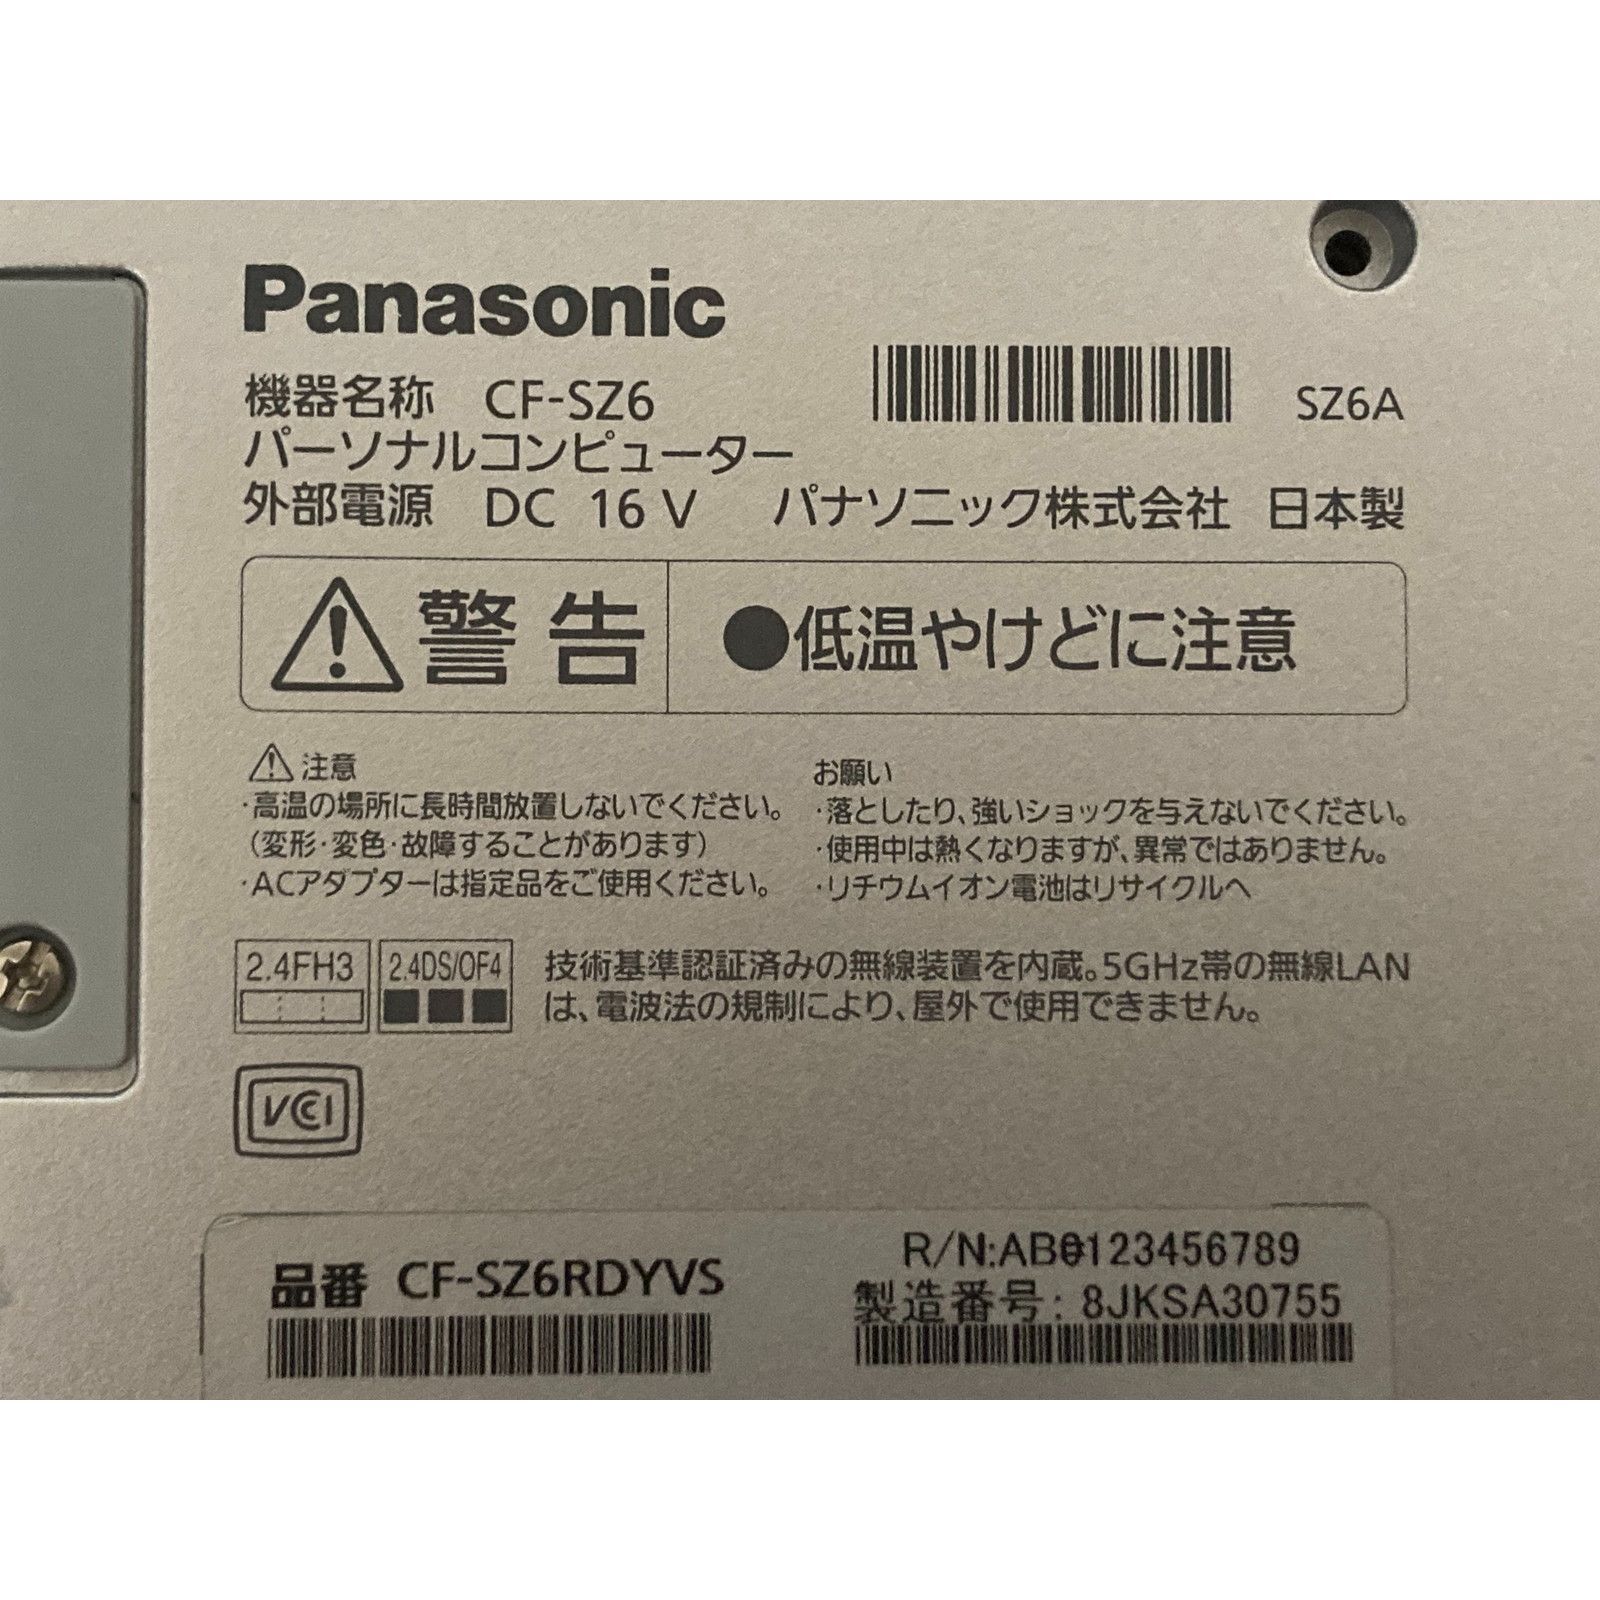 Panasonic
機器名称 CF-SZ6
SZ6A
パーソナルコンピューター
外部電源 DC 16 V パナソニック株式会社 日本製
警告 ●低温やけどに注意
注意
・高温の場所に長時間放置しないでください。
(変形・変色・故障することがあります)
・ACアダプターは指定品をご使用ください。
お願い
・落としたり、強いショックを与えないでください。
・使用中は熱くなりますが、異常ではありません。
・リチウムイオン電池はリサイクルへ
2.4FH3 2.4DS/OF4
技術基準認証済みの無線装置を内蔵。5GHz帯の無線LAN
は、電波法の規制により、屋外で使用できません。
VCCI
品番 CF-SZ6RDYVS
R/N:AB0123456789
製造番号: 8JKSA30755